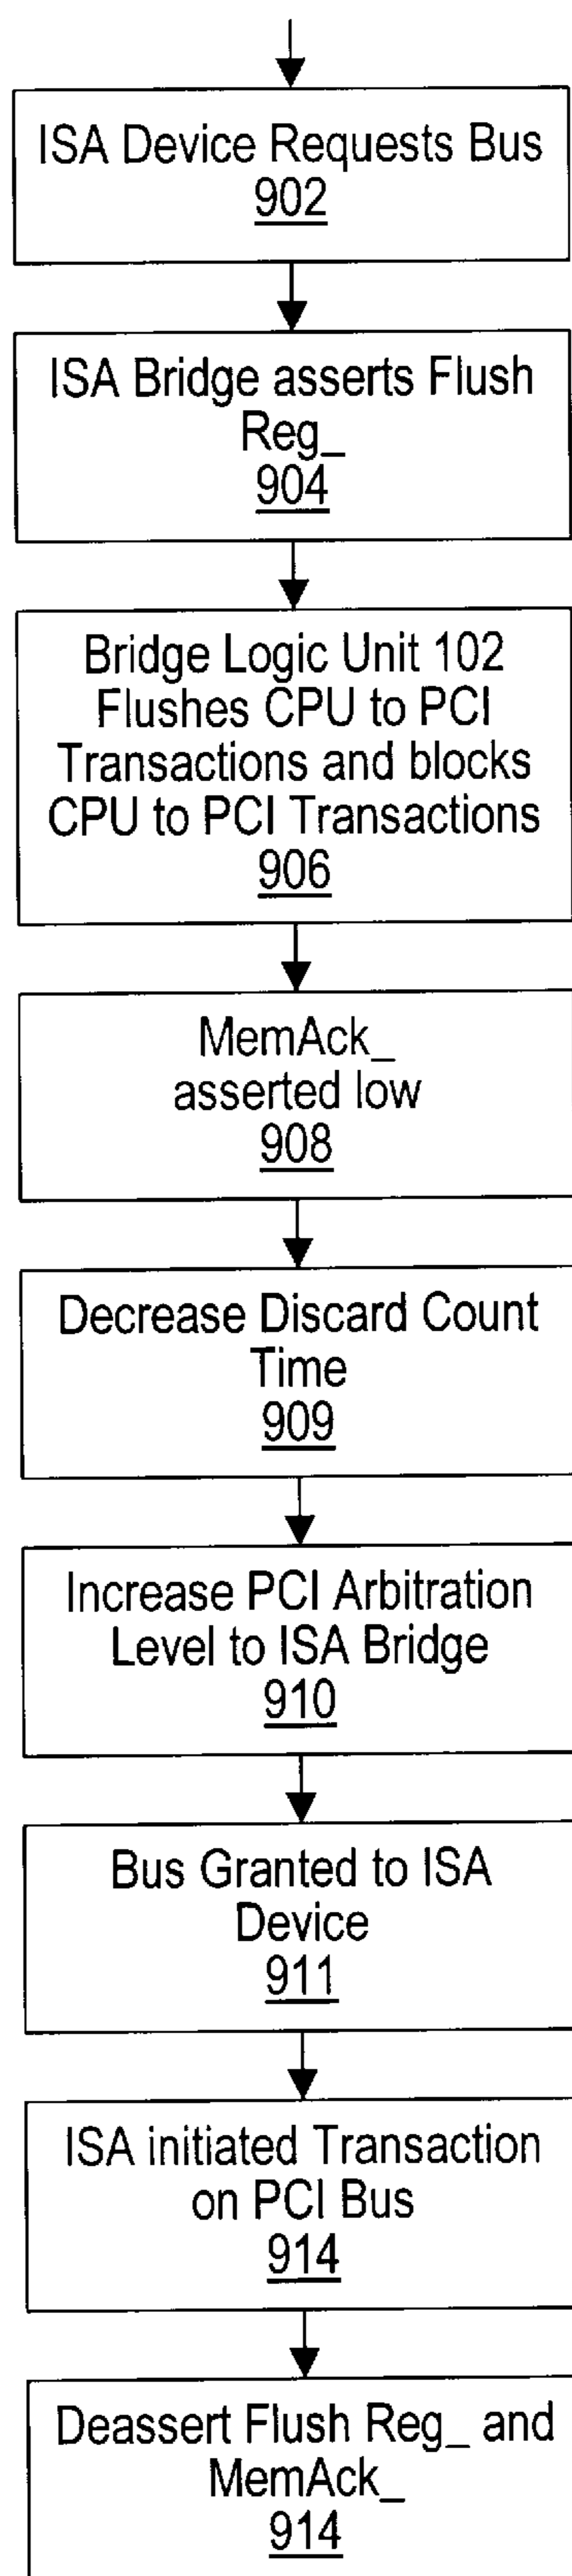 ISA Device Requests Bus
902
ISA Bridge asserts Flush
Reg_
904
Bridge Logic Unit 102
Flushes CPU to PCI
Transactions and blocks
CPU to PCI Transactions
906
MemAck_
asserted low
908
Decrease Discard Count
Time
909
Increase PCI Arbitration
Level to ISA Bridge
910
Bus Granted to ISA
Device
911
ISA initiated Transaction
on PCI Bus
914
Deassert Flush Reg_ and
MemAck_
914